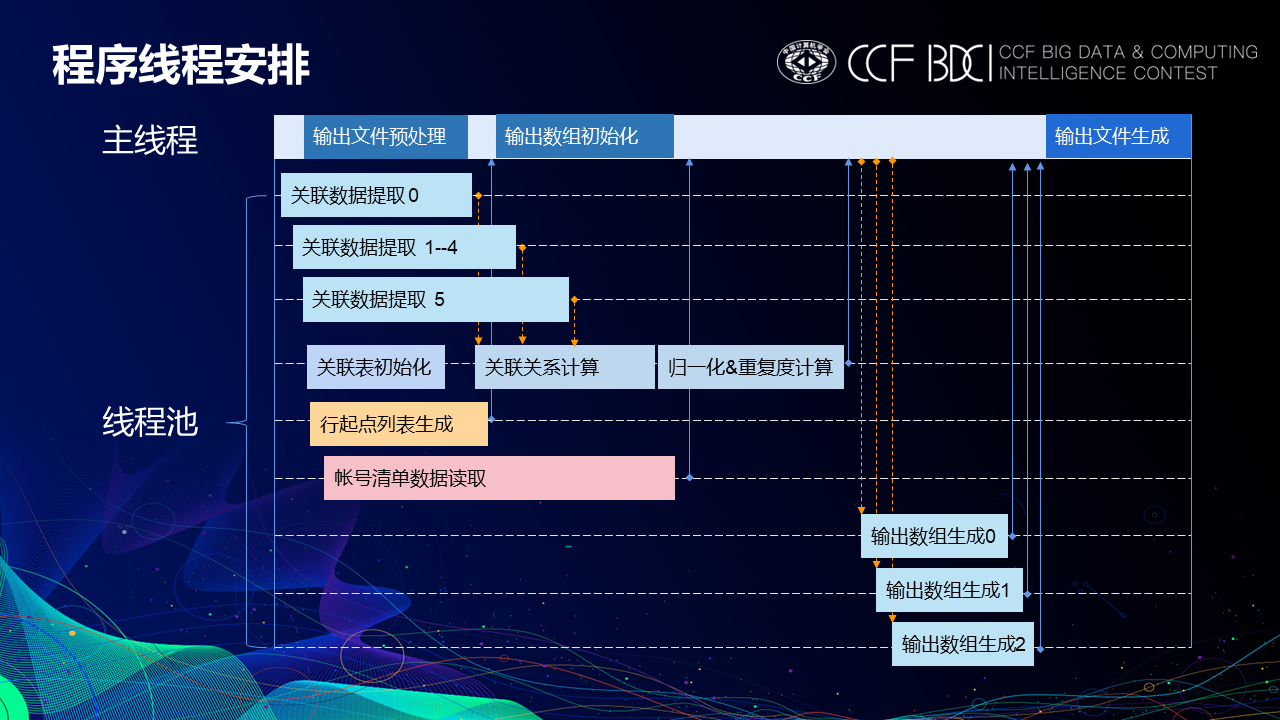 程序线程安排
中国计算机学会
CCF
CCF BDCI
CCF BIG DATA & COMPUTING
INTELLIGENCE CONTEST
主线程
输出文件预处理
输出数组初始化
输出文件生成
关联数据提取 0
关联数据提取 1--4
关联数据提取 5
关联表初始化
关联关系计算
归一化&重复度计算
线程池
行起点列表生成
帐号清单数据读取
输出数组生成0
输出数组生成1
输出数组生成2